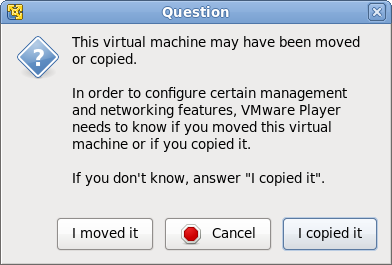 Question
This virtual machine may have been moved
or copied.
In order to configure certain management
and networking features, VMware Player
needs to know if you moved this virtual
machine or if you copied it.
If you don't know, answer "I copied it".
I moved it
Cancel
I copied it